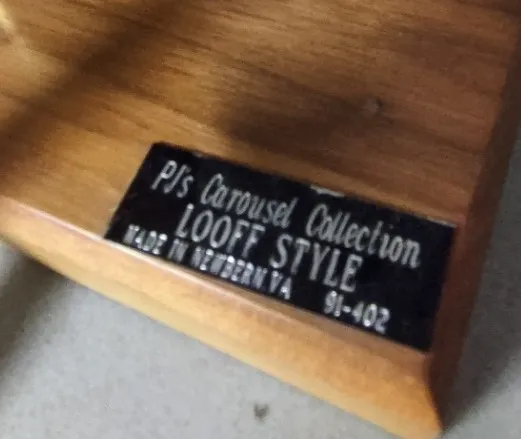 PJ's Carousel Collection
LOOFF STYLE
MADE IN NEWBERN, VA 91-402